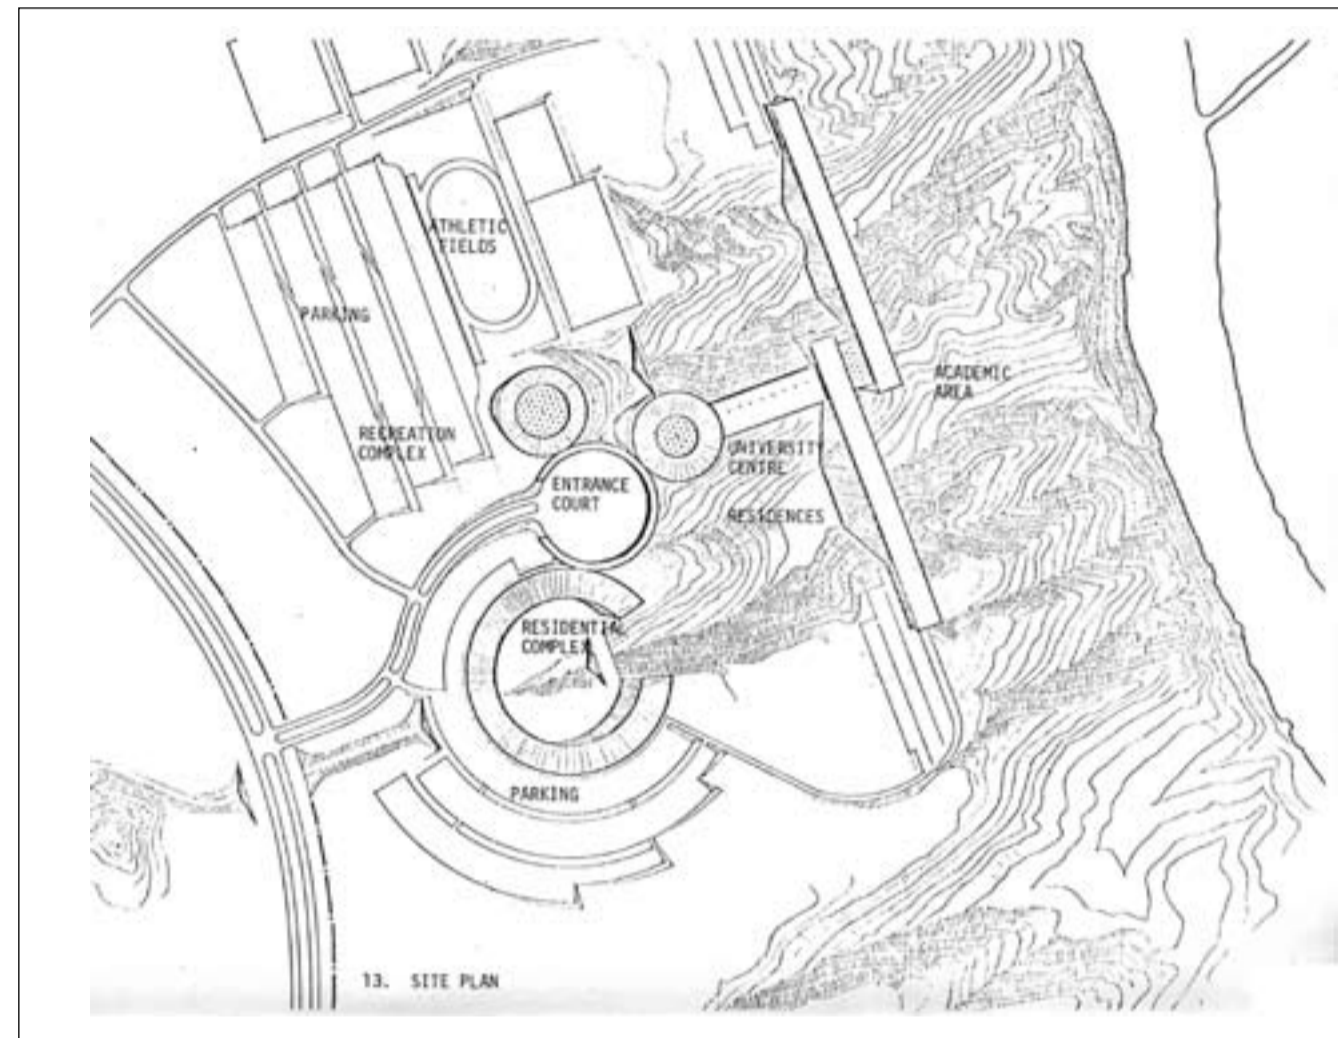 ATHLETIC
FIELDS
PARKING
ACADEMIC
AREA
RECREATION
COMPLEX
UNIVERSITY
CENTRE
ENTRANCE
COURT
RESIDENCES
RESIDENTIAL
COMPLEX
PARKING
13. SITE PLAN